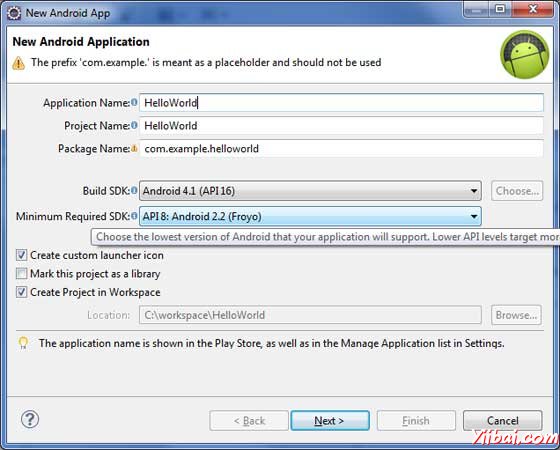 New Android App
New Android Application
The prefix 'com.example.' is meant as a placeholder and should not be used
Application Name: HelloWorld
Project Name: HelloWorld
Package Name: com.example.helloworld
Build SDK: Android 4.1 (API 16) Choose...
Minimum Required SDK: API 8: Android 2.2 (Froyo)
Choose the lowest version of Android that your application will support. Lower API levels target mor
Create custom launcher icon
Mark this project as a library
Create Project in Workspace
Location: C:\workspace\HelloWorld Browse...
The application name is shown in the Play Store, as well as in the Manage Application list in Settings.
? < Back Next > Finish Cancel
Yiibai.com